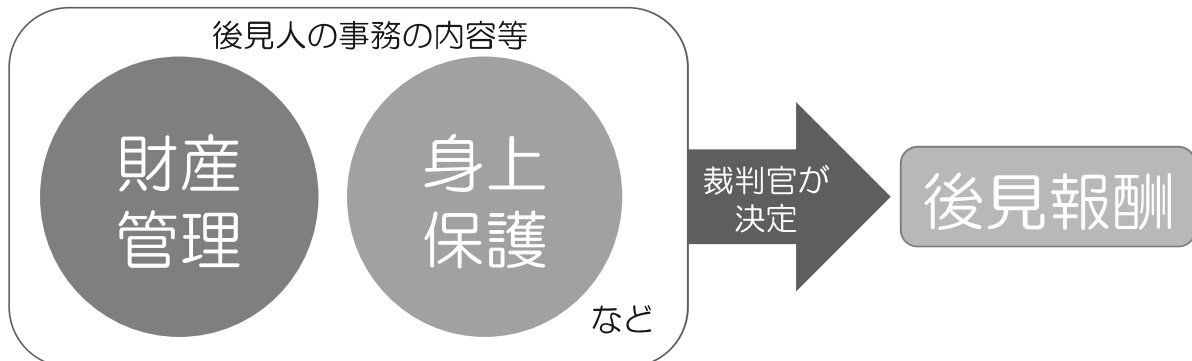 後見人の事務の内容等
財産
管理
身上
保護
など
裁判官が
決定
後見報酬